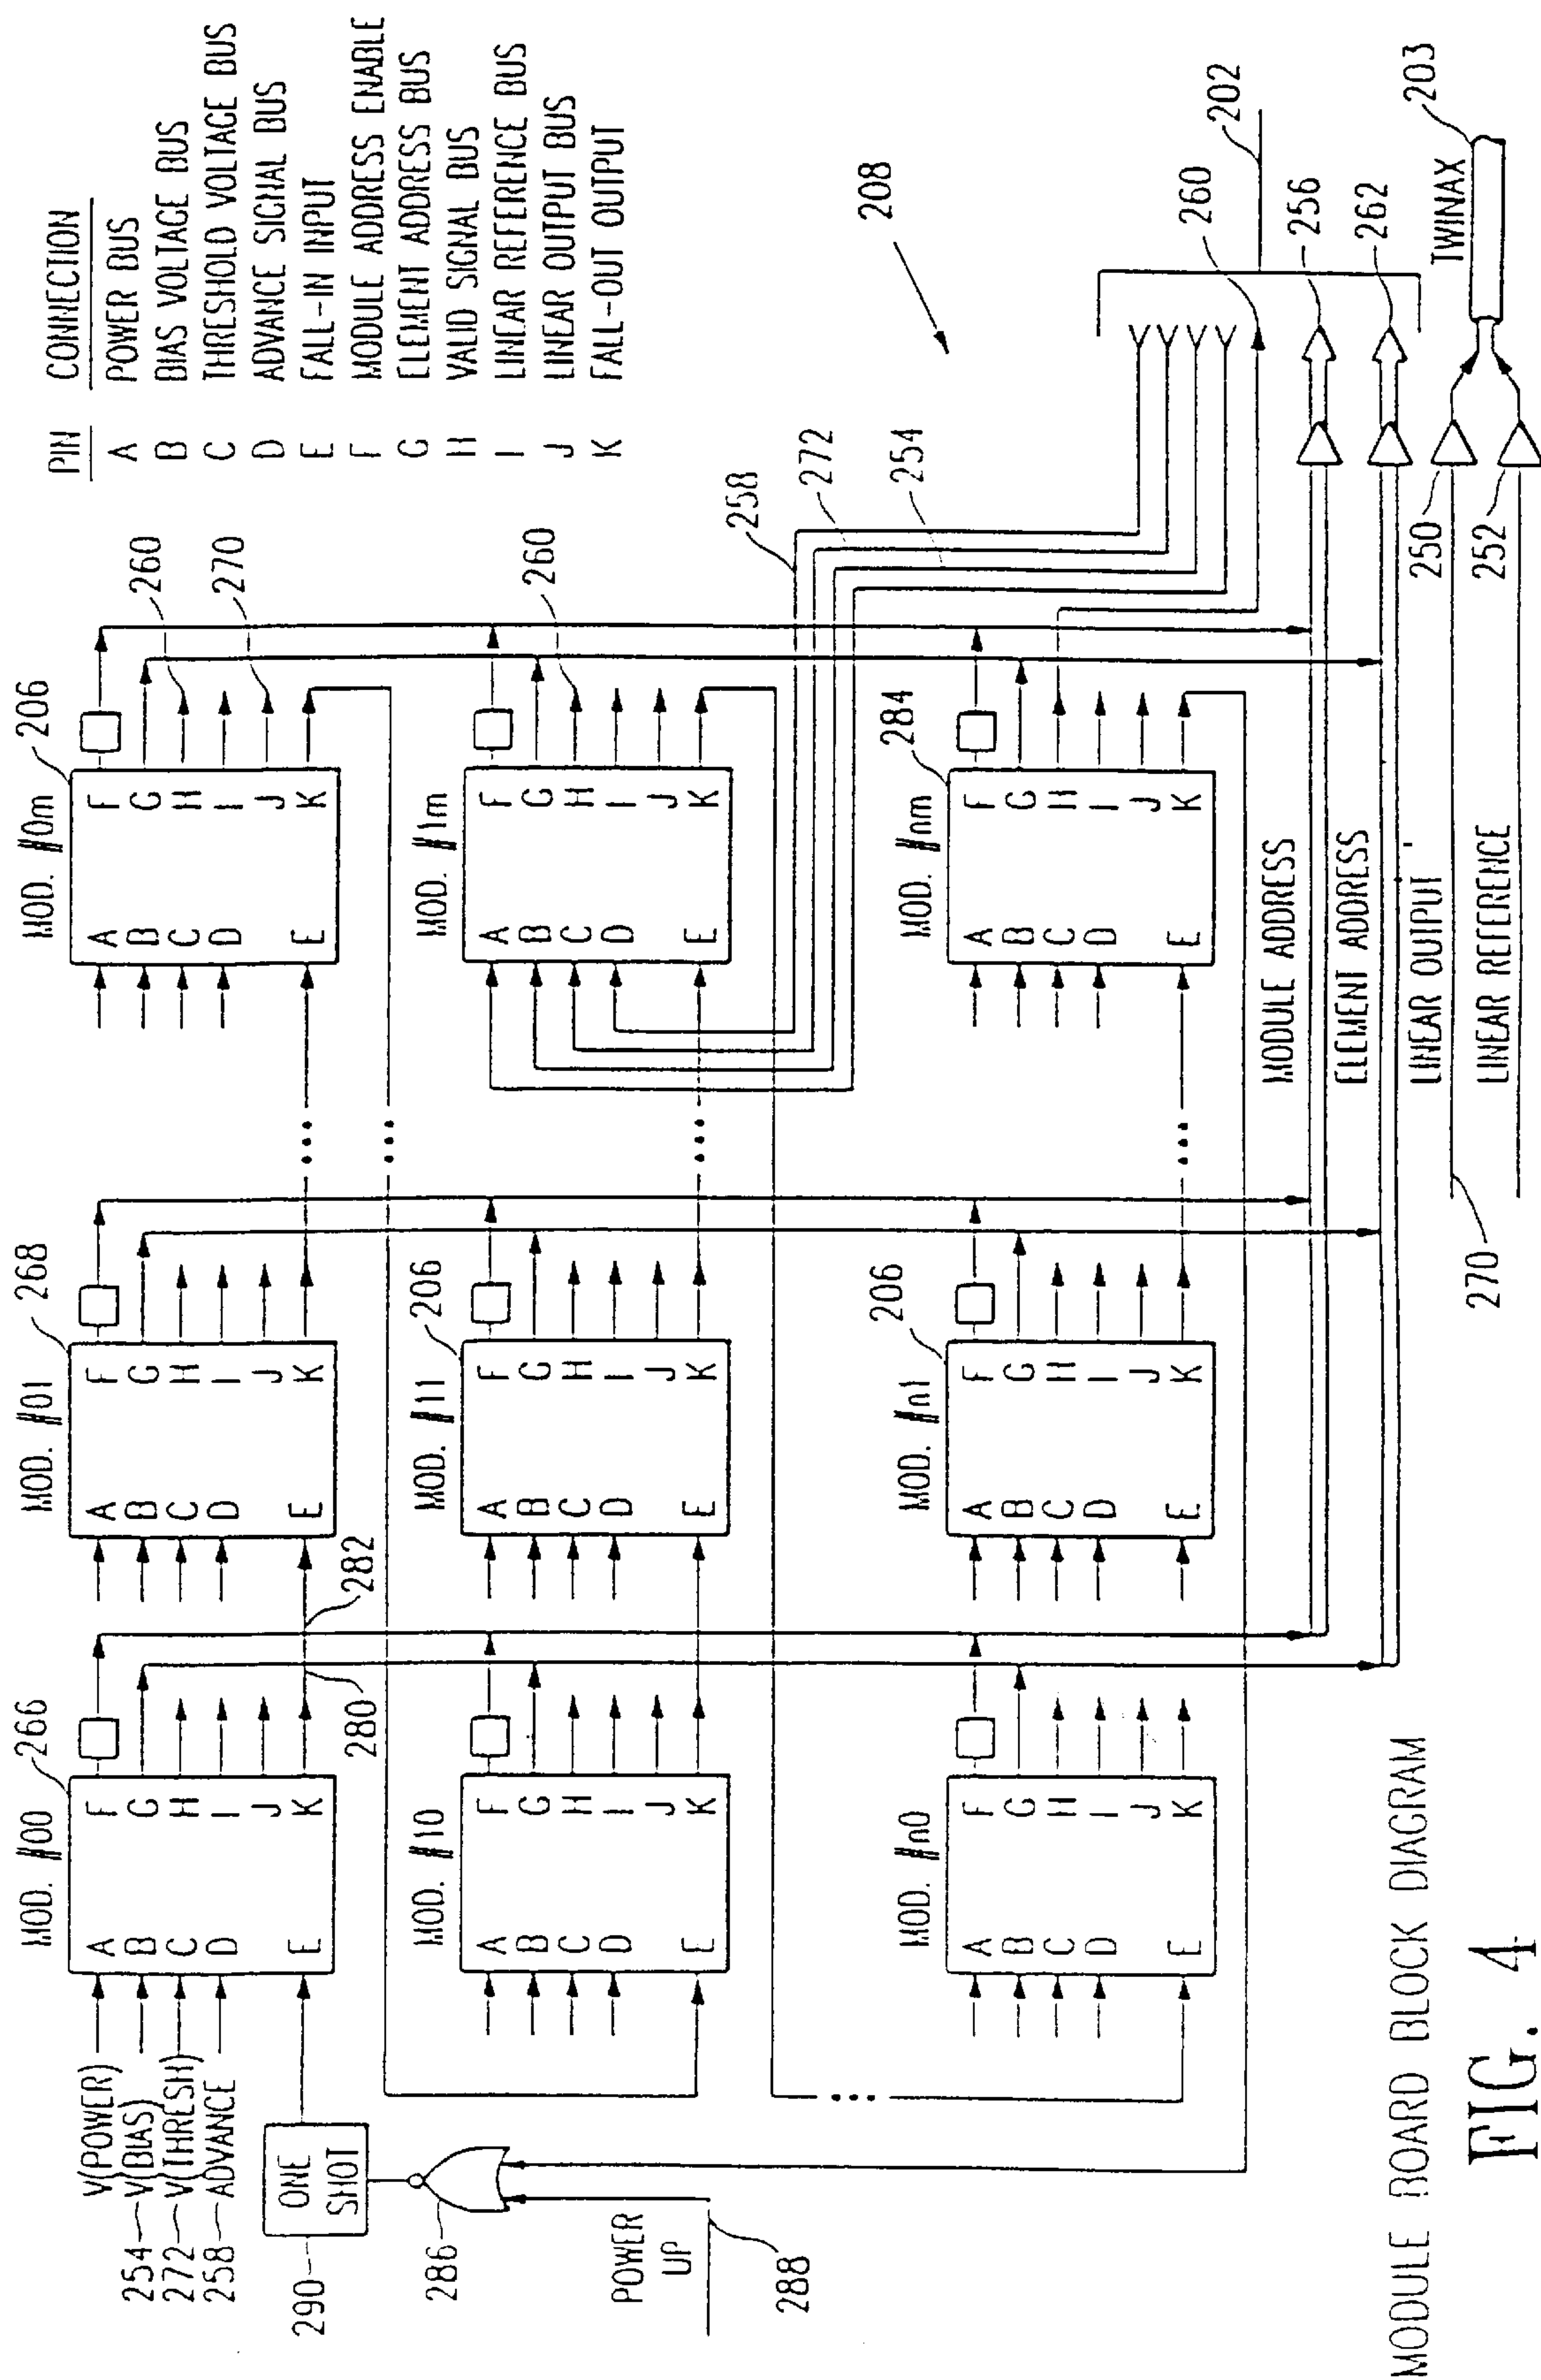 PIN CONNECTION
A POWER BUS
B BIAS VOLTAGE BUS
C THRESHOLD VOLTAGE BUS
D ADVANCE SIGNAL BUS
E FALL-IN INPUT
F MODULE ADDRESS ENABLE
G ELEMENT ADDRESS BUS
H VALID SIGNAL BUS
I LINEAR REFERENCE BUS
J LINEAR OUTPUT BUS
K FALL-OUT OUTPUT
V(POWER)
254 V(BIAS)
272 V(THRESH)
258 ADVANCE
290
ONE
SHOT
286
POWER
UP
288
MOD. #00
266
A F
B G
C H
D I
J
E K
280
282
MOD. #01
268
A F
B G
C H
D I
J
E K
MOD. #0m
206
A F
B G
C H
D I
J
E K
260
270
MOD. #10
A F
B G
C H
D I
J
E K
MOD. #11
206
A F
B G
C H
D I
J
E K
MOD. #1m
A F
B G
C H
D I
J
E K
260
258
272
254
208
MOD. #n0
A F
B G
C H
D I
J
E K
MOD. #n1
206
A F
B G
C H
D I
J
E K
MOD. #nm
284
A F
B G
C H
D I
J
E K
202
260
MODULE ADDRESS
256
ELEMENT ADDRESS
262
LINEAR OUTPUT
250
TWINAX
203
LINEAR REFERENCE
252
270
MODULE BOARD BLOCK DIAGRAM
FIG. 4